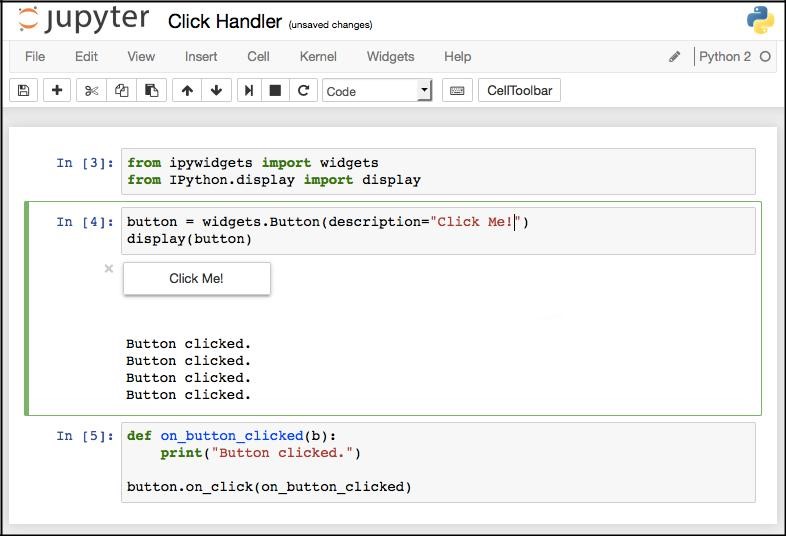 jupyter Click Handler (unsaved changes)
File Edit View Insert Cell Kernel Widgets Help Python 2
Code CellToolbar
In [3]: from ipywidgets import widgets
from IPython.display import display
In [4]: button = widgets.Button(description="Click Me!")
display(button)
Click Me!
Button clicked.
Button clicked.
Button clicked.
Button clicked.
In [5]: def on_button_clicked(b):
    print("Button clicked.")
button.on_click(on_button_clicked)